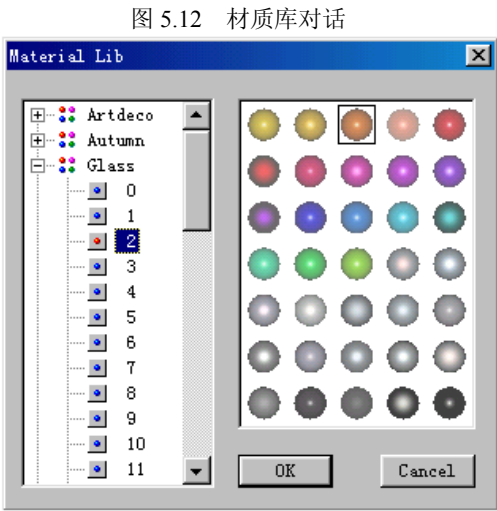 图 5.12 材质库对话
Material Lib
Artdeco
Autumn
Glass
0
1
2
3
4
5
6
7
8
9
10
11
OK
Cancel